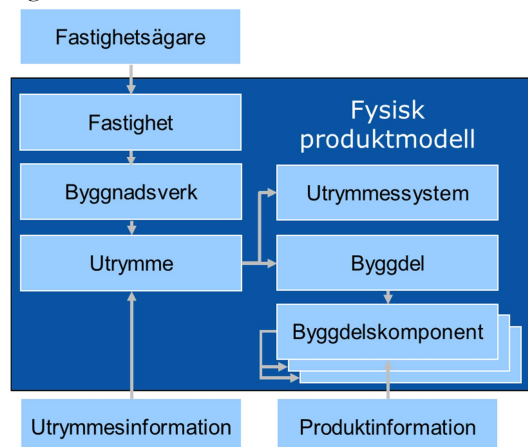 Fastighetsägare
Fastighet
Fysisk
produktmodell
Byggnadsverk
Utrymmessystem
Utrymme
Byggdel
Byggdelskomponent
Utrymmesinformation
Produktinformation